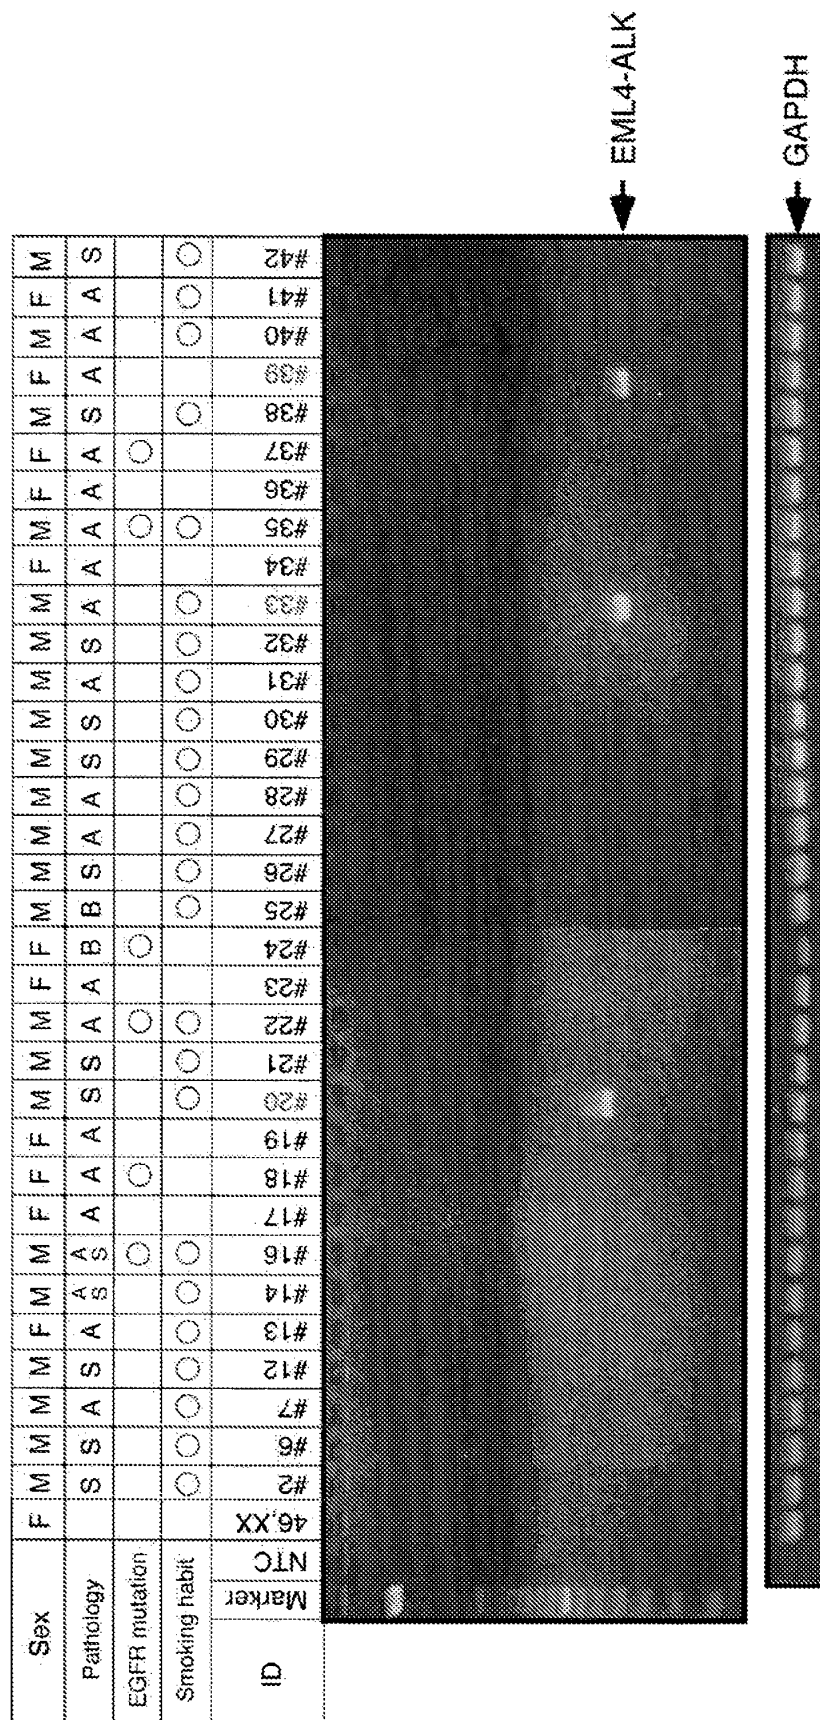 Sex F M M M M F M M F F F M M M F F M M M M M M M M M F M F F M F M F M
Pathology S S A S A A S A S A A A S S A A B B S A A S S A S A A A A A S A A A S
EGFR mutation
Smoking habit
ID Marker NTC 46,XX #2 #6 #7 #12 #13 #14 #16 #17 #18 #19 #20 #21 #22 #23 #24 #25 #26 #27 #28 #29 #30 #31 #32 #33 #34 #35 #36 #37 #38 #39 #40 #41 #42
EML4-ALK
GAPDH